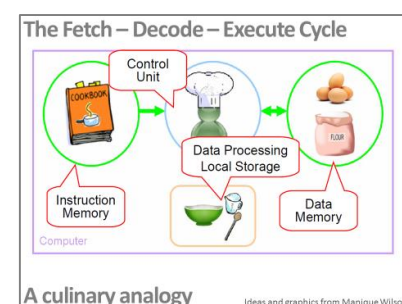 The Fetch – Decode – Execute Cycle
Control
Unit
COOKBOOK
FLOUR
Data Processing
Local Storage
Instruction
Memory
Data
Memory
Computer
A culinary analogy
Ideas and graphics from Manique Wilso